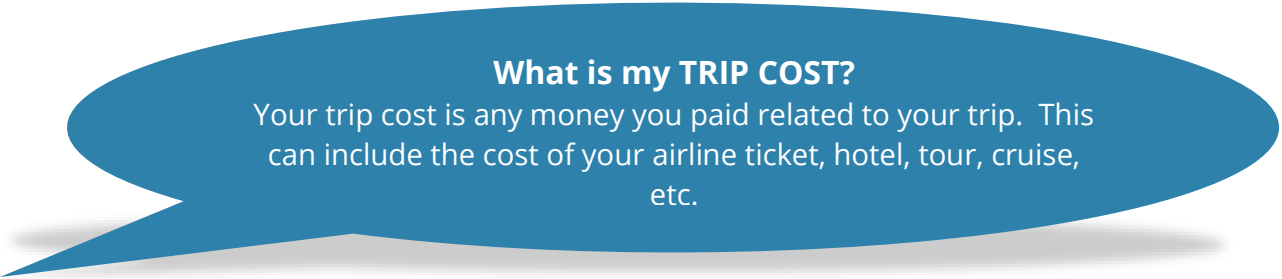 What is my TRIP COST?
Your trip cost is any money you paid related to your trip.  This
can include the cost of your airline ticket, hotel, tour, cruise,
etc.